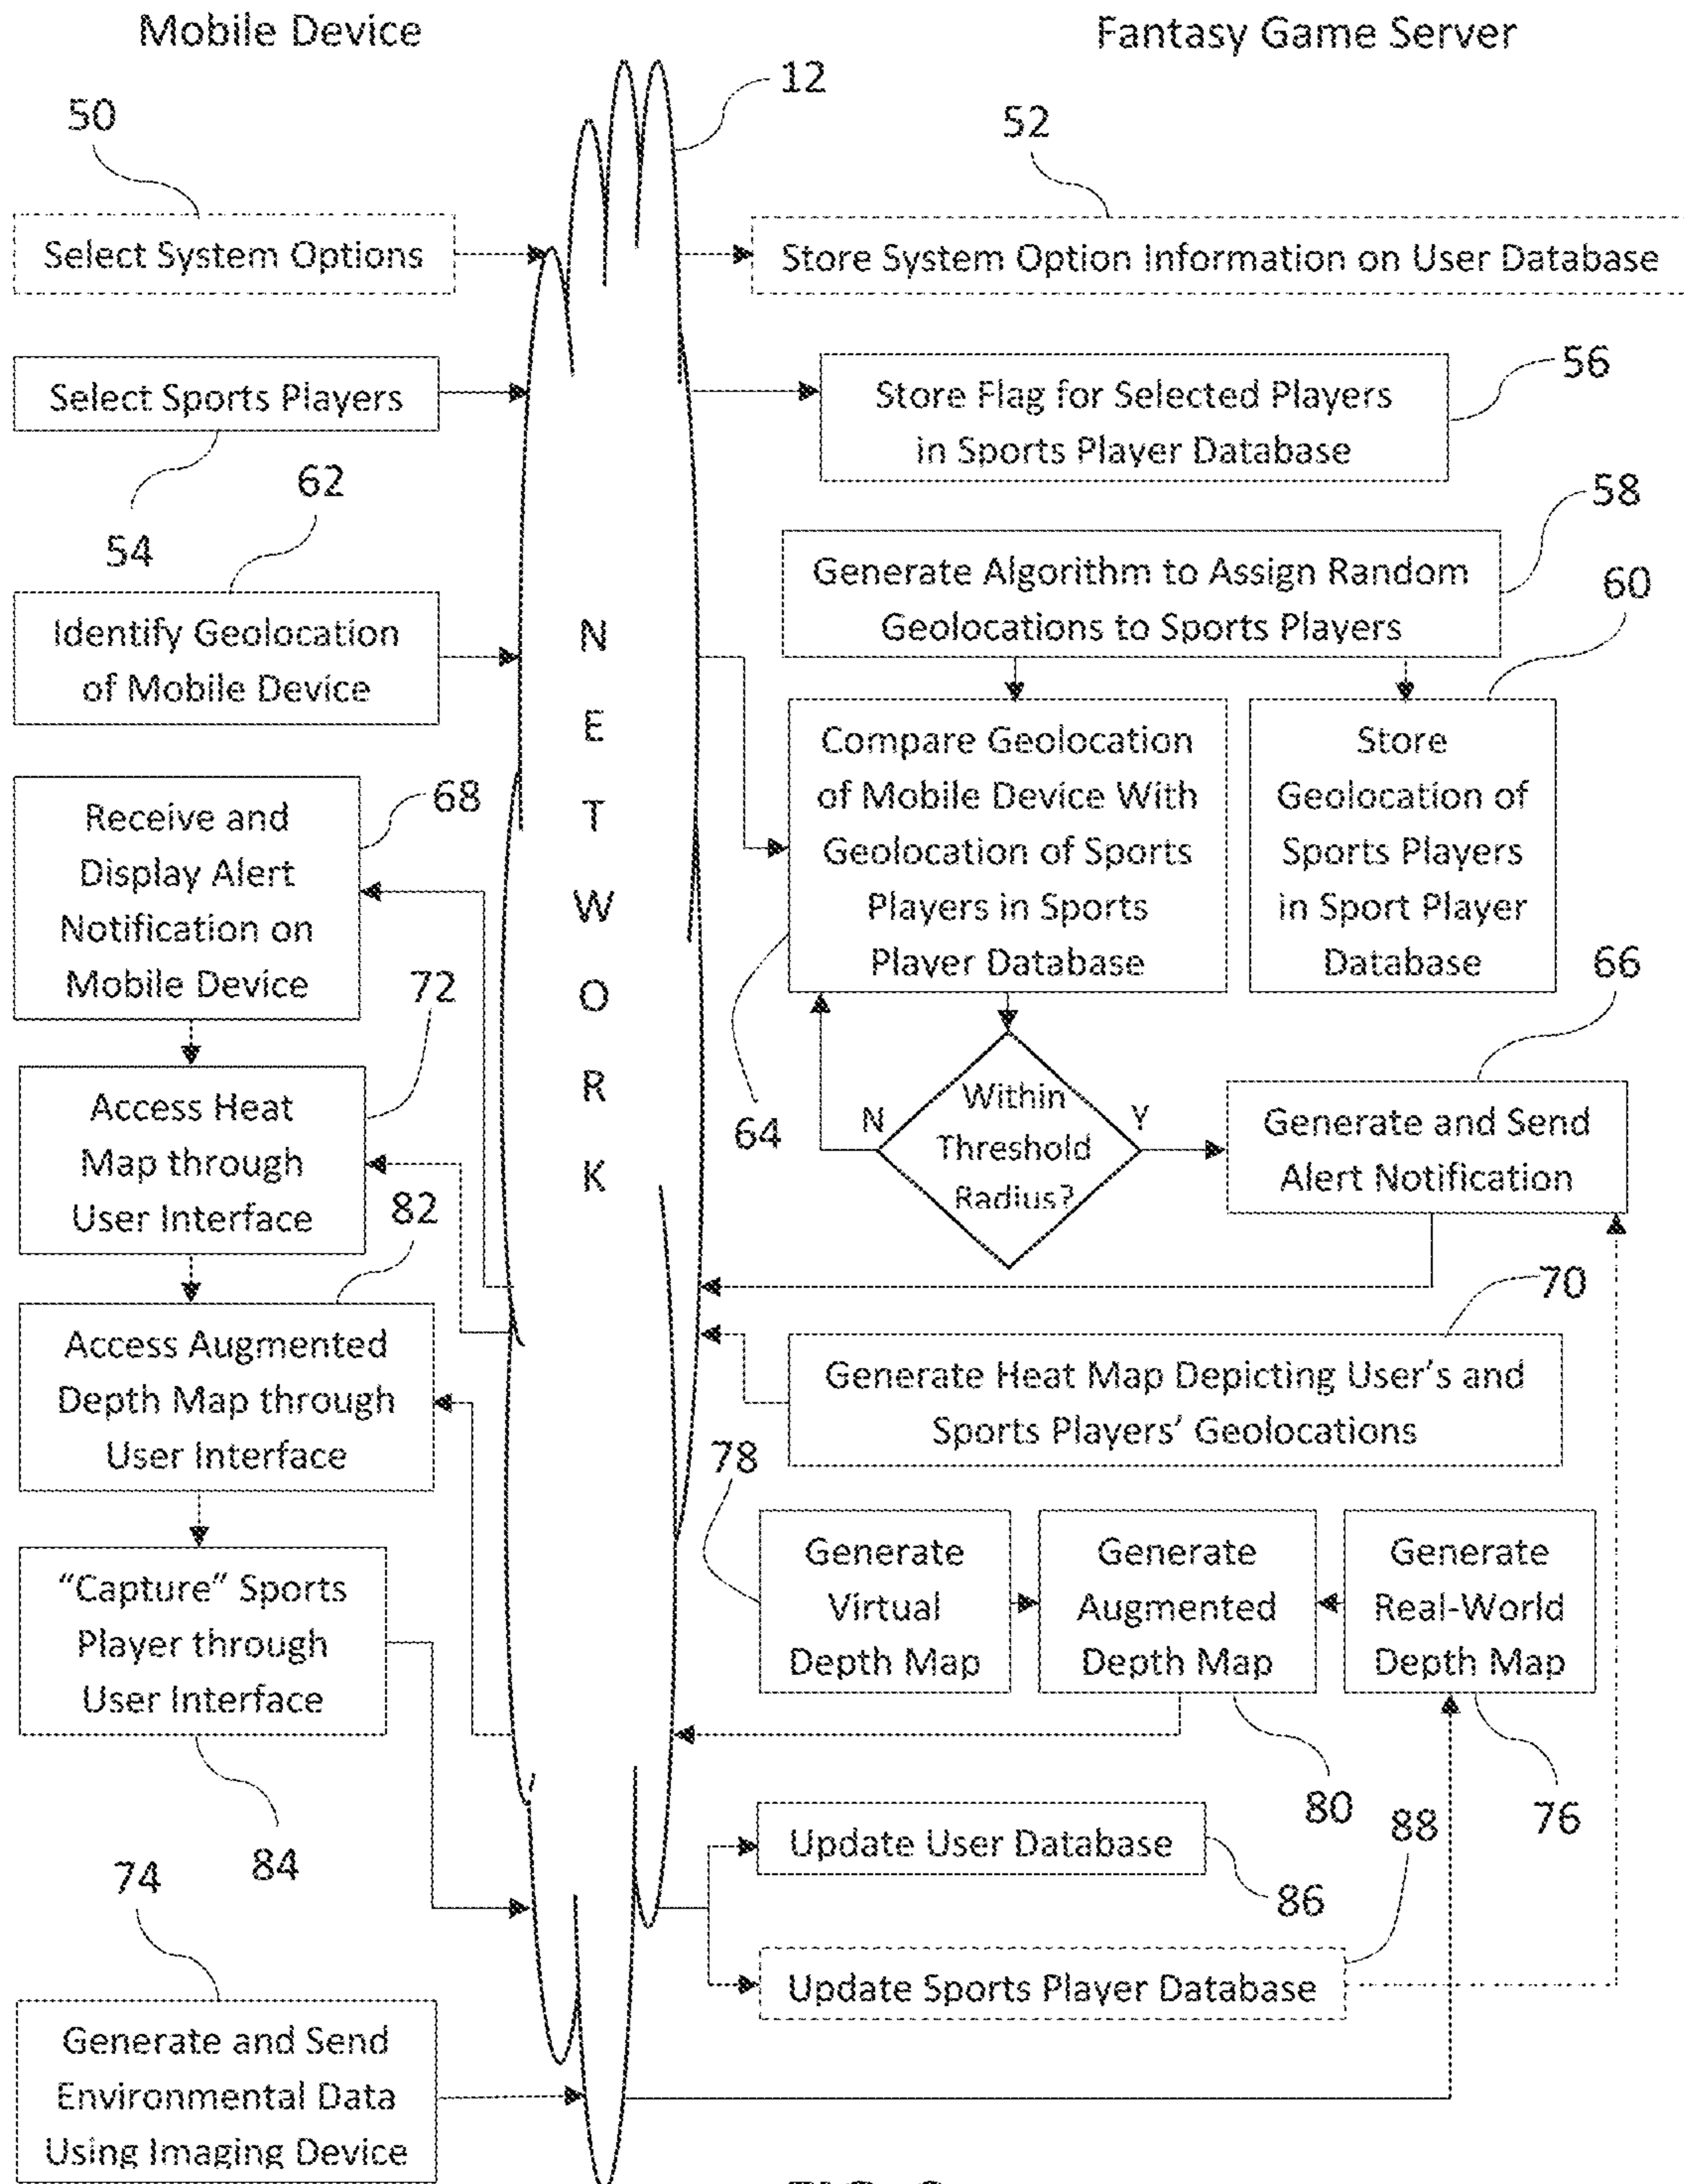 Mobile Device
Fantasy Game Server
12
50
52
Select System Options
Store System Option Information on User Database
Select Sports Players
54
Store Flag for Selected Players
in Sports Player Database
56
62
Identify Geolocation
of Mobile Device
58
Generate Algorithm to Assign Random
Geolocations to Sports Players
60
N
E
T
W
O
R
K
Compare Geolocation
of Mobile Device With
Geolocation of Sports
Players in Sports
Player Database
64
Store
Geolocation of
Sports Players
in Sport Player
Database
68
Receive and
Display Alert
Notification on
Mobile Device
72
Access Heat
Map through
User Interface
Within
Threshold
Radius?
N
Y
66
Generate and Send
Alert Notification
82
Access Augmented
Depth Map through
User Interface
70
Generate Heat Map Depicting User's and
Sports Players' Geolocations
78
Generate
Virtual
Depth Map
Generate
Augmented
Depth Map
80
Generate
Real-World
Depth Map
76
"Capture" Sports
Player through
User Interface
84
Update User Database
86
88
Update Sports Player Database
74
Generate and Send
Environmental Data
Using Imaging Device